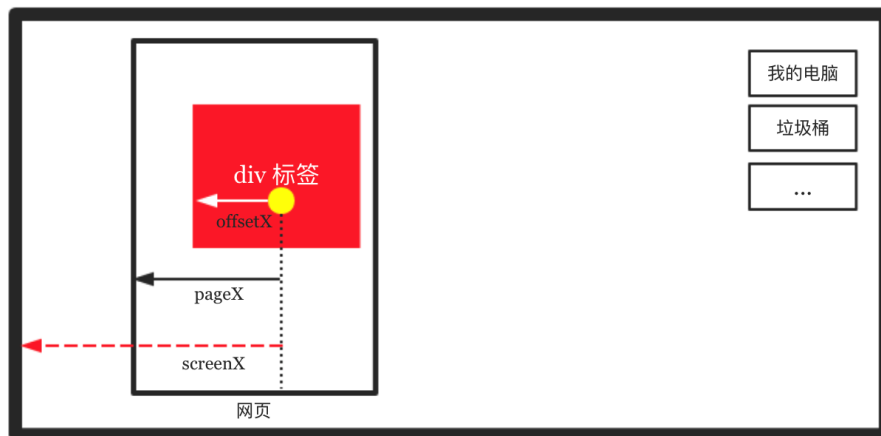 我的电脑
垃圾桶
...
div 标签
offsetX
pageX
screenX
网页